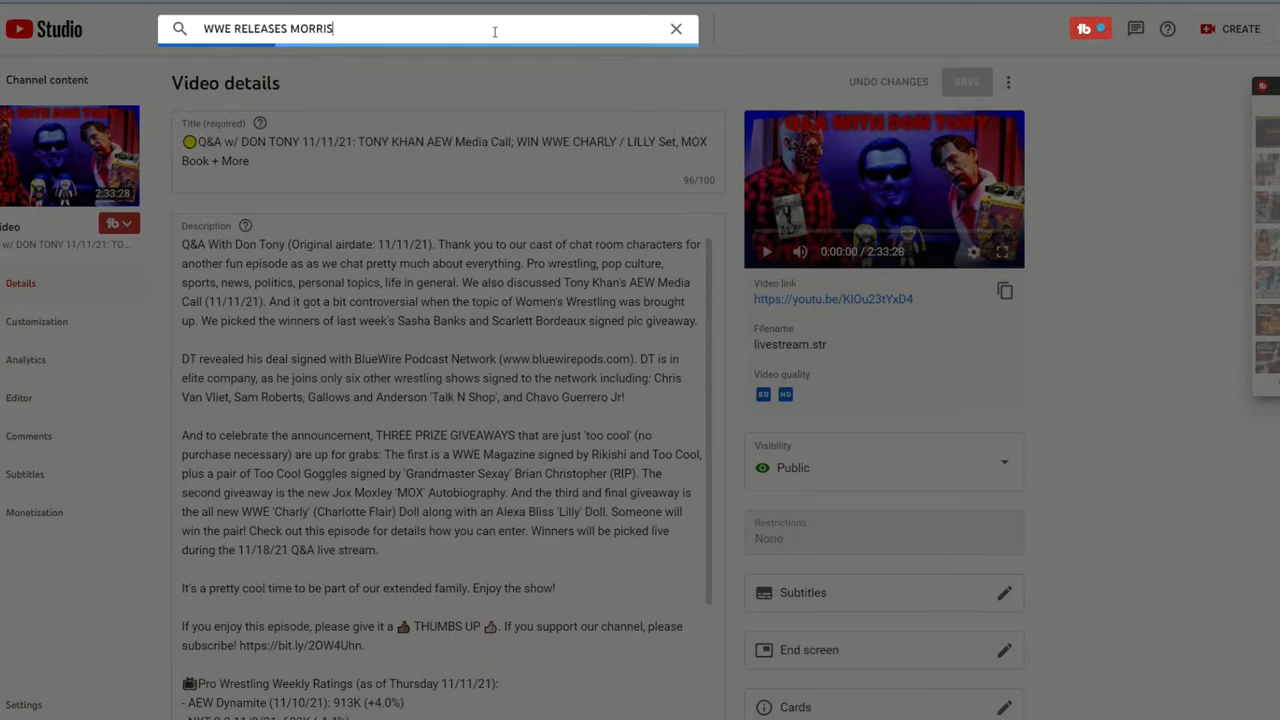 Studio
WWE RELEASES MORRIS
CREATE
Channel content
Video details
UNDO CHANGES
SAVE
Title (required)
Q&A w/ DON TONY 11/11/21: TONY KHAN AEW Media Call; WIN WWE CHARLY / LILLY Set, MOX
Book + More
96/100
Q&A WITH DON TONY
2:33:28
ideo
w/ DON TONY 11/11/21: TO...
Details
Customization
Analytics
Editor
Comments
Subtitles
Monetization
Settings
Description
Q&A With Don Tony (Original airdate: 11/11/21). Thank you to our cast of chat room characters for
another fun episode as as we chat pretty much about everything. Pro wrestling, pop culture,
sports, news, politics, personal topics, life in general. We also discussed Tony Khan's AEW Media
Call (11/11/21). And it got a bit controversial when the topic of Women's Wrestling was brought
up. We picked the winners of last week's Sasha Banks and Scarlett Bordeaux signed pic giveaway.
DT revealed his deal signed with BlueWire Podcast Network (www.bluewirepods.com). DT is in
elite company, as he joins only six other wrestling shows signed to the network including: Chris
Van Vliet, Sam Roberts, Gallows and Anderson 'Talk N Shop', and Chavo Guerrero Jr!
And to celebrate the announcement, THREE PRIZE GIVEAWAYS that are just 'too cool' (no
purchase necessary) are up for grabs: The first is a WWE Magazine signed by Rikishi and Too Cool,
plus a pair of Too Cool Goggles signed by 'Grandmaster Sexay' Brian Christopher (RIP). The
second giveaway is the new Jox Moxley 'MOX' Autobiography. And the third and final giveaway is
the all new WWE 'Charly' (Charlotte Flair) Doll along with an Alexa Bliss 'Lilly' Doll. Someone will
win the pair! Check out this episode for details how you can enter. Winners will be picked live
during the 11/18/21 Q&A live stream.
It's a pretty cool time to be part of our extended family. Enjoy the show!
If you enjoy this episode, please give it a THUMBS UP . If you support our channel, please
subscribe! https://bit.ly/2OW4Uhn.
Pro Wrestling Weekly Ratings (as of Thursday 11/11/21):
- AEW Dynamite (11/10/21): 913K (+4.0%)
Q&A WITH DON TONY
0:00:00 / 2:33:28
Video link
https://youtu.be/KlOu23tYxD4
Filename
livestream.str
Video quality
SD HD
Visibility
Public
Restrictions
None
Subtitles
End screen
Cards